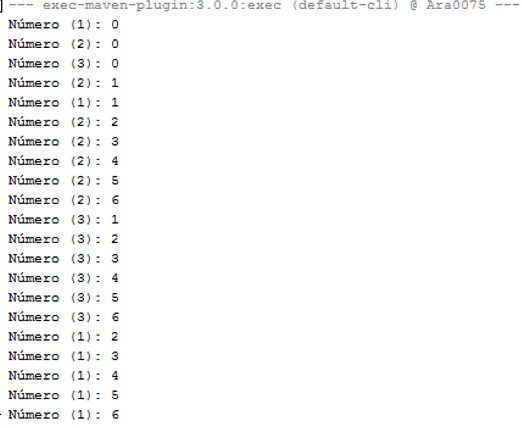 --- exec-maven-plugin:3.0.0:exec (default-cli) @ Ara0075 ---
Número (1): 0
Número (2): 0
Número (3): 0
Número (2): 1
Número (1): 1
Número (2): 2
Número (2): 3
Número (2): 4
Número (2): 5
Número (2): 6
Número (3): 1
Número (3): 2
Número (3): 3
Número (3): 4
Número (3): 5
Número (3): 6
Número (1): 2
Número (1): 3
Número (1): 4
Número (1): 5
Número (1): 6